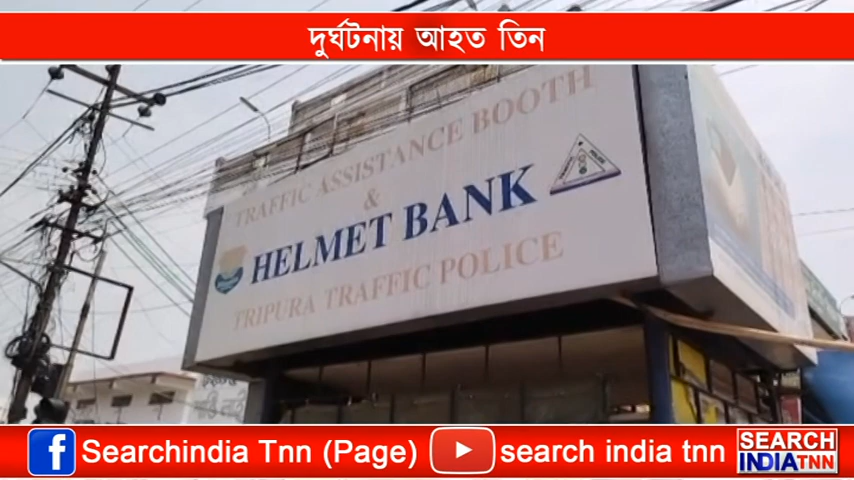 দুর্ঘটনায় আহত তিন
TRAFFIC ASSISTANCE BOOTH
&
HELMET BANK
TRIPURA TRAFFIC POLICE
Searchindia Tnn (Page) search india tnn
SEARCH
INDIATNN